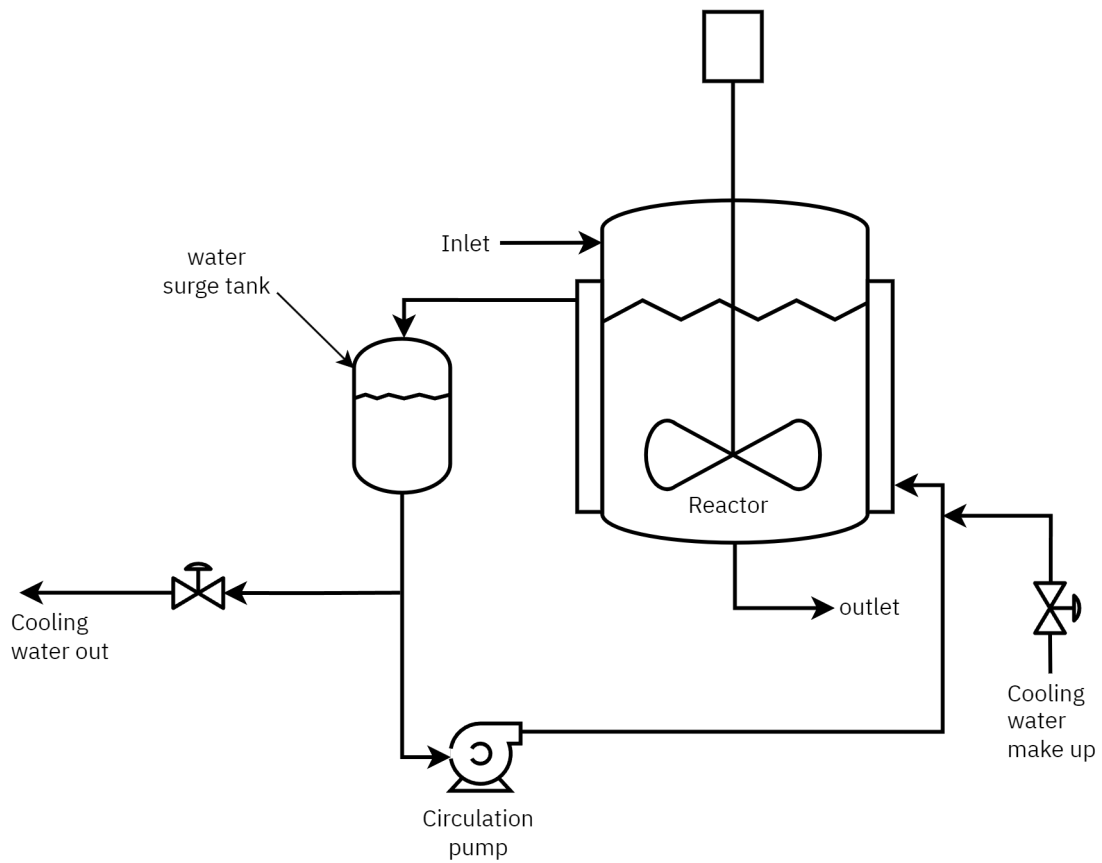 Inlet
water
surge tank
Reactor
outlet
Cooling
water out
Cooling
water
make up
Circulation
pump